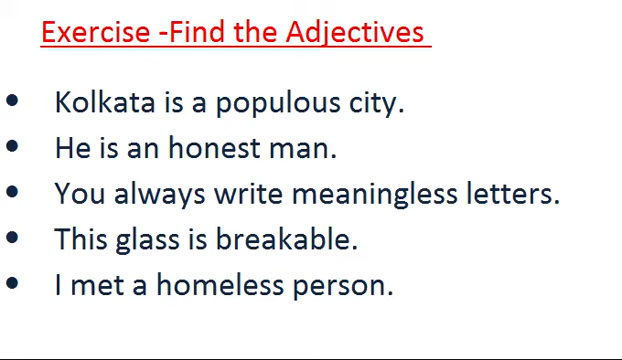 Exercise -Find the Adjectives
• Kolkata is a populous city.
• He is an honest man.
• You always write meaningless letters.
• This glass is breakable.
• I met a homeless person.